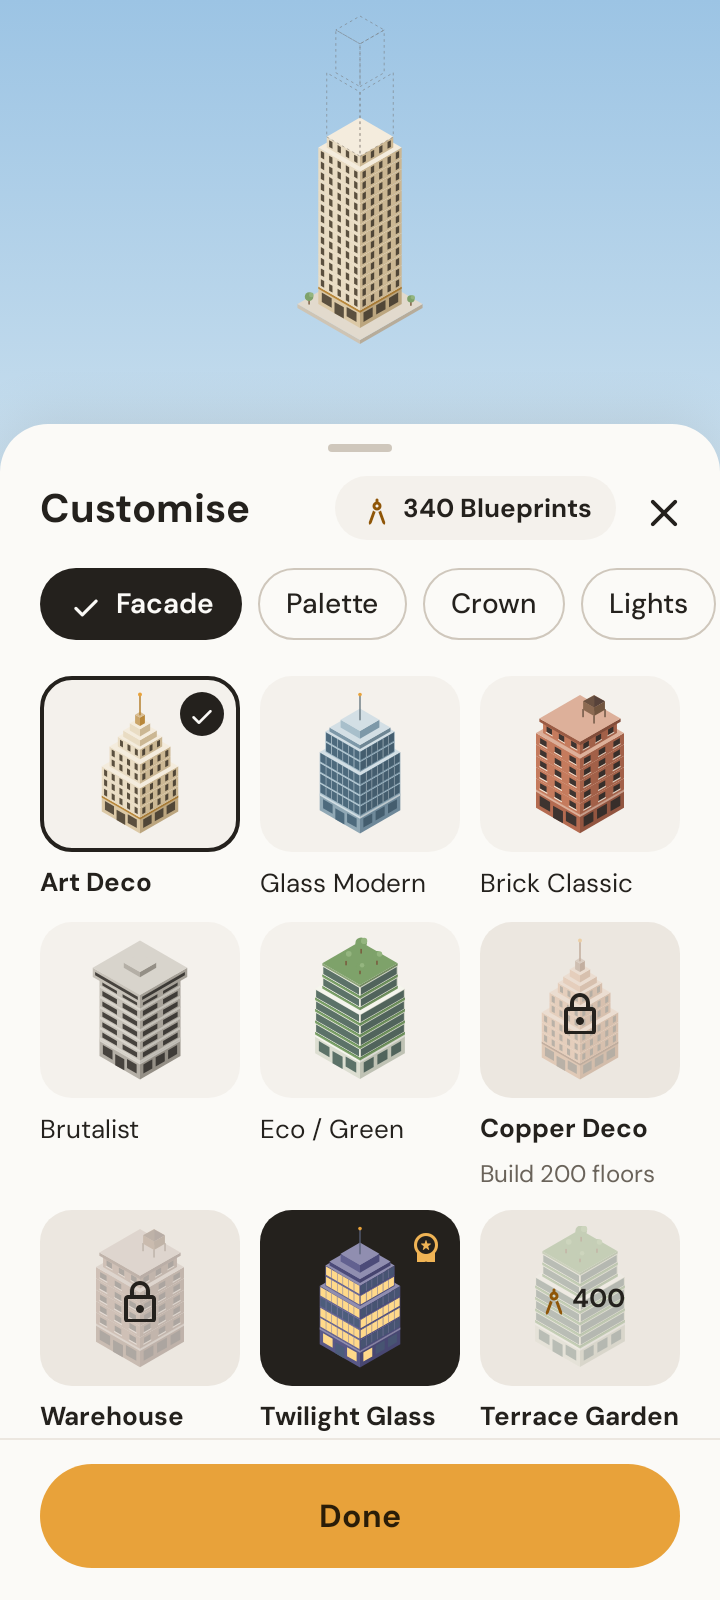 Customise
340 Blueprints
Facade
Palette
Crown
Lights
Art Deco
Glass Modern
Brick Classic
Brutalist
Eco / Green
Copper Deco
Build 200 floors
400
Warehouse
Twilight Glass
Terrace Garden
Done